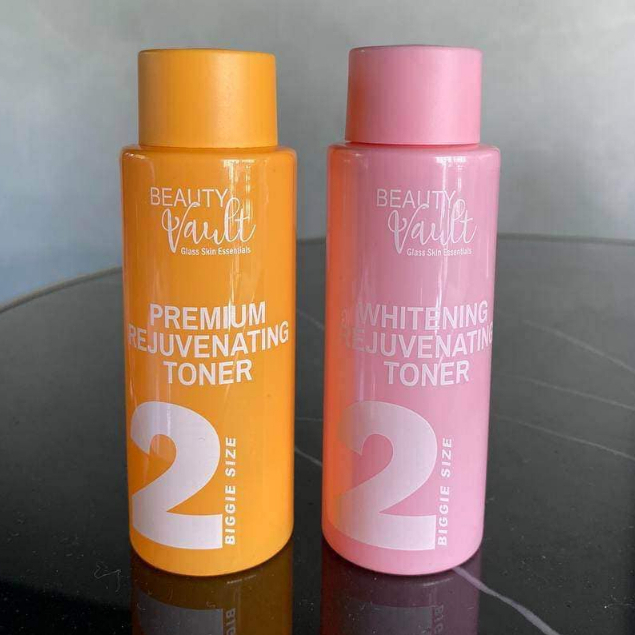 BEAUTY
Vault
Glass Skin Essentials
PREMIUM
REJUVENATING
TONER
2
BIGGIE SIZE
BEAUTY
Vault
Glass Skin Essentials
WHITENING
REJUVENATING
TONER
2
BIGGIE SIZE